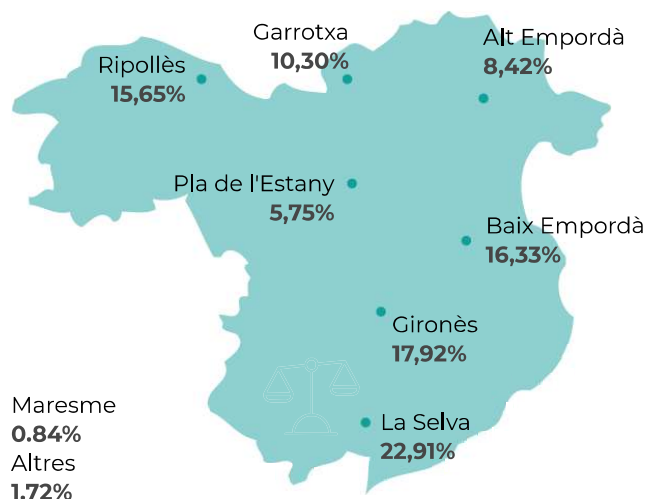 Garrotxa
10,30%
Alt Empordà
8,42%
Ripollès
15,65%
Pla de l'Estany
5,75%
Baix Empordà
16,33%
Gironès
17,92%
Maresme
0.84%
Altres
1.72%
La Selva
22,91%